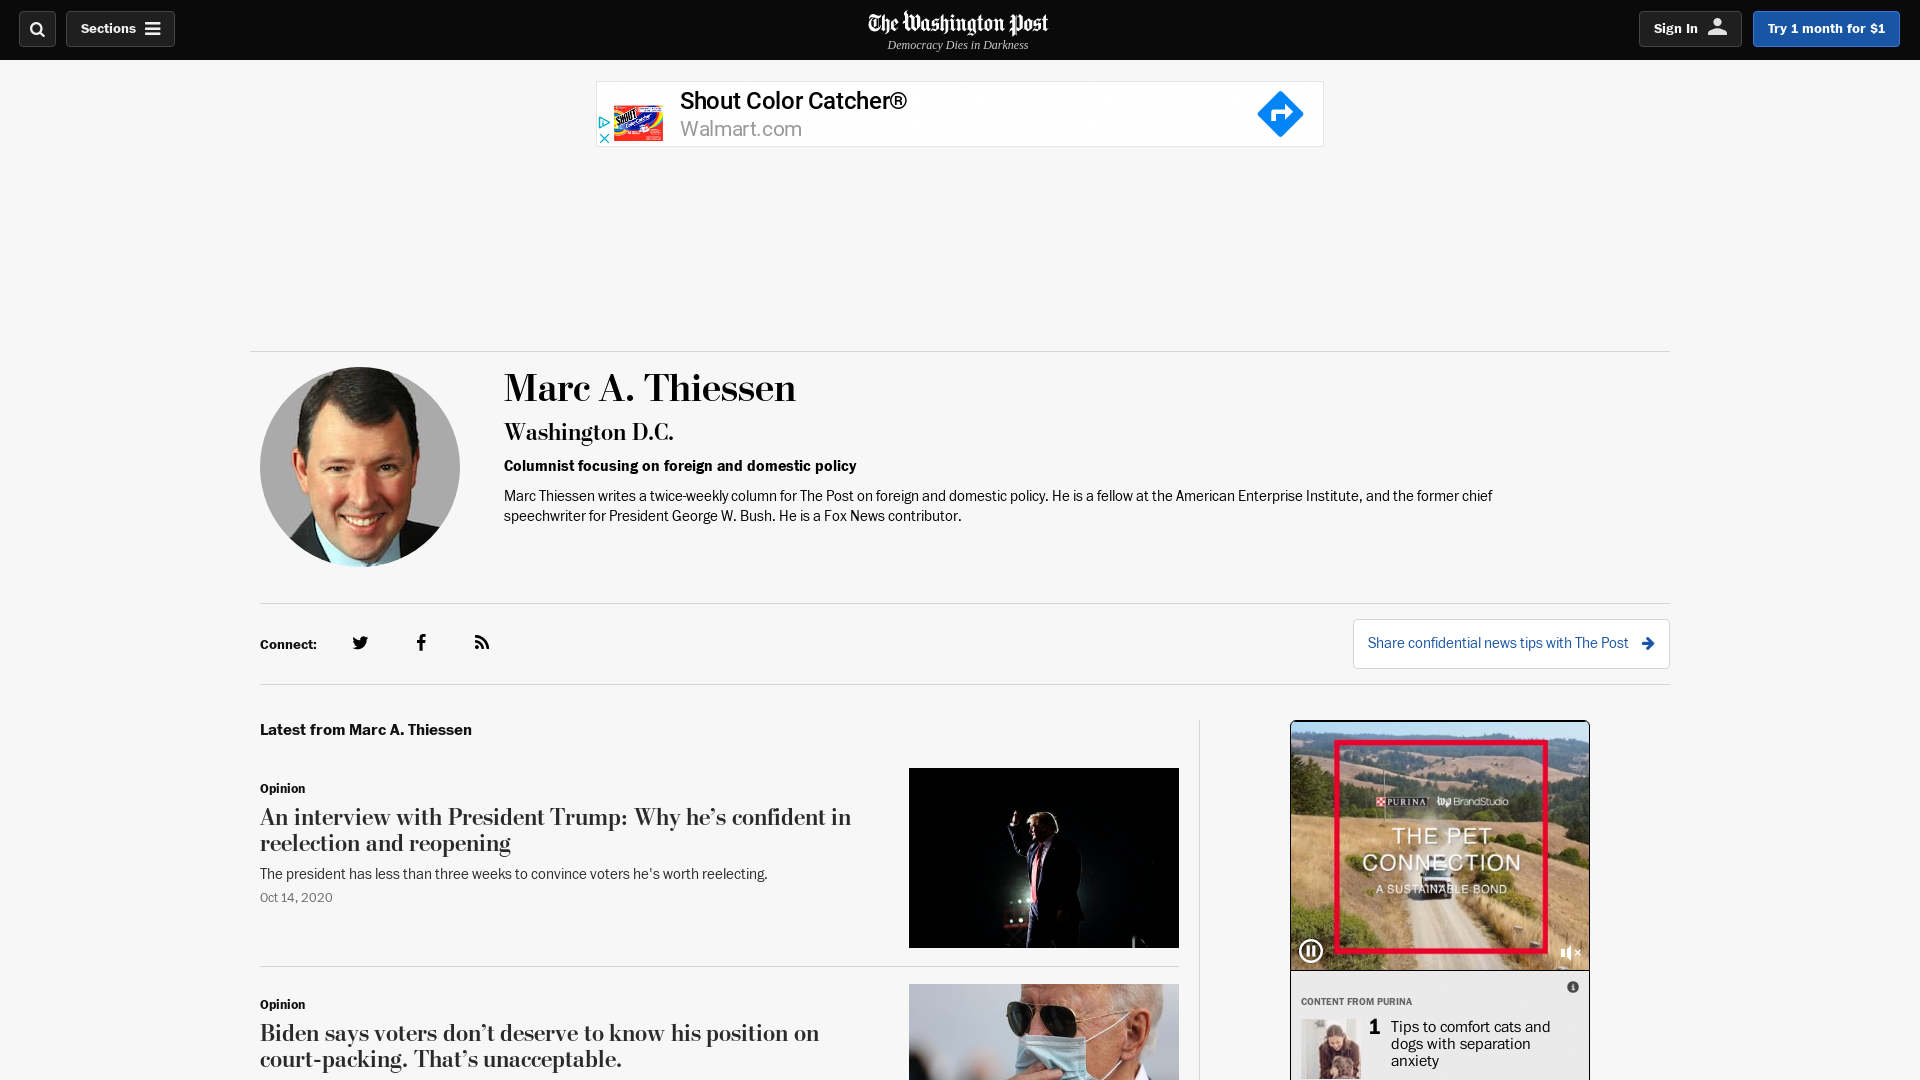 Sections
The Washington Post
Democracy Dies in Darkness
Sign In
Try 1 month for $1
SHOUT
Shout Color Catcher®
Walmart.com
Marc A. Thiessen
Washington D.C.
Columnist focusing on foreign and domestic policy
Marc Thiessen writes a twice-weekly column for The Post on foreign and domestic policy. He is a fellow at the American Enterprise Institute, and the former chief
speechwriter for President George W. Bush. He is a Fox News contributor.
Connect:
Share confidential news tips with The Post
Latest from Marc A. Thiessen
Opinion
An interview with President Trump: Why he’s confident in
reelection and reopening
The president has less than three weeks to convince voters he's worth reelecting.
Oct 14, 2020
Opinion
Biden says voters don’t deserve to know his position on
court-packing. That’s unacceptable.
PURINA wp BrandStudio
THE PET
CONNECTION
A SUSTAINABLE BOND
CONTENT FROM PURINA
1 Tips to comfort cats and
dogs with separation
anxiety